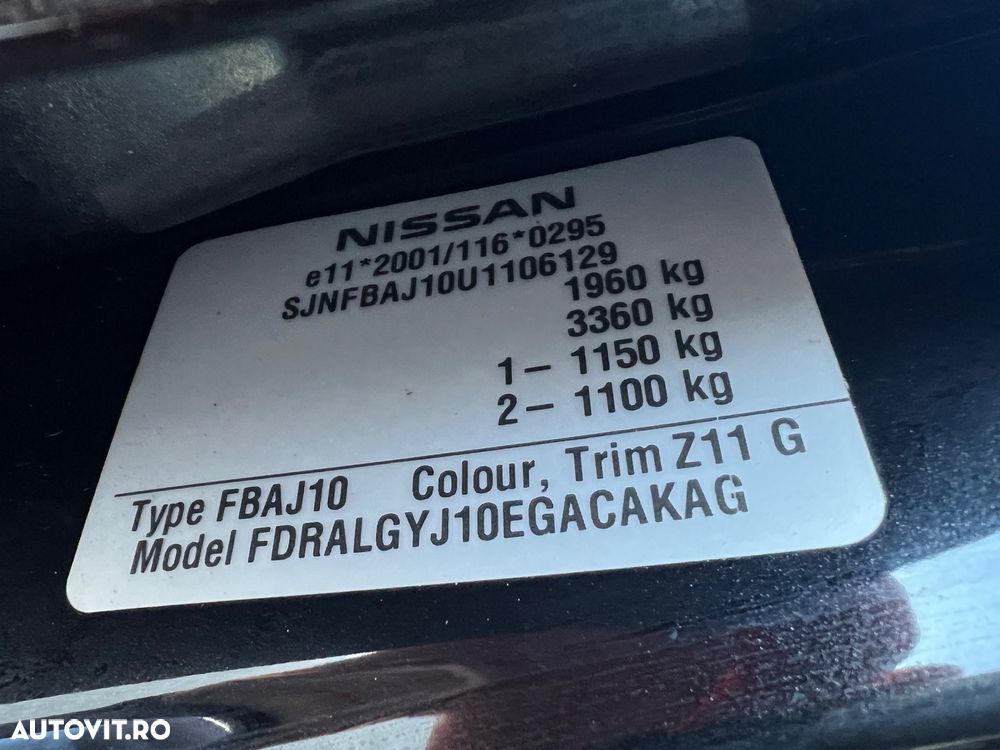 NISSAN
e11*2001/116*0295
SJNFBAJ10U1106129
1960 kg
3360 kg
1– 1150 kg
2– 1100 kg
Type FBAJ10 Colour, Trim Z11 G
Model FDRALGYJ10EGACAKAG
AUTOVIT.RO